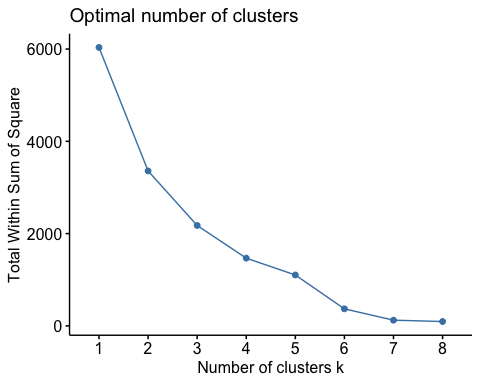 Optimal number of clusters
6000
4000
2000
0
Total Within Sum of Square
1 2 3 4 5 6 7 8
Number of clusters k